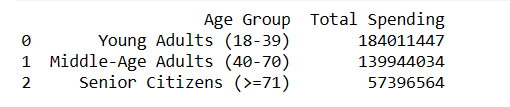 Age Group Total Spending
0 Young Adults (18-39) 184011447
1 Middle-Age Adults (40-70) 139944034
2 Senior Citizens (>=71) 57396564